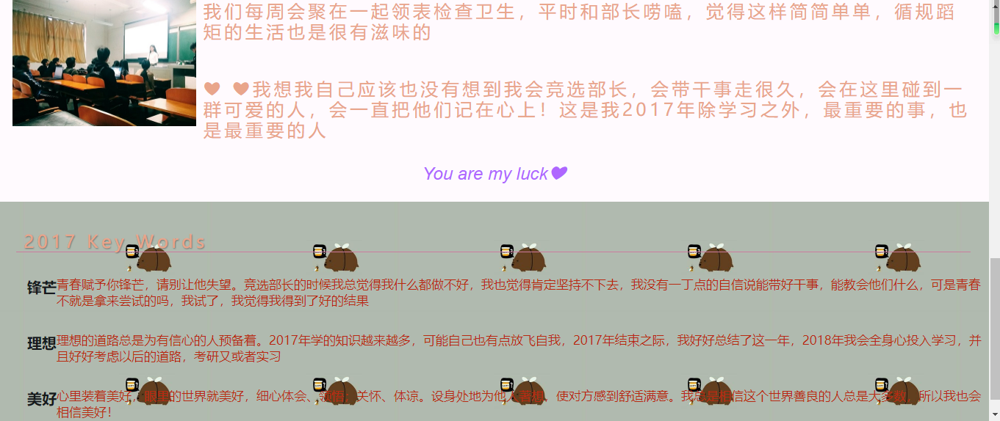 我们每周会聚在一起领表检查卫生，平时和部长唠嗑，觉得这样简简单单，循规蹈
矩的生活也是很有滋味的
❤ ❤我想我自己应该也没有想到我会竞选部长，会带干事走很久，会在这里碰到一
群可爱的人，会一直把他们记在心上！这是我2017年除学习之外，最重要的事，也
是最重要的人
You are my luck❤
2017 Key Words
锋芒青春赋予你锋芒，请别让他失望。竞选部长的时候我总觉得我什么都做不好，我也觉得肯定坚持不下去，我没有一丁点的自信说能带好干事，能教会他们什么，可是青春
不就是拿来尝试的吗，我试了，我觉得我得到了好的结果
理想理想的道路总是为有信心的人预备着。2017年学的知识越来越多，可能自己也有点放飞自我，2017年结束之际，我好好总结了这一年，2018年我会全身心投入学习，并
且好好考虑以后的道路，考研又或者实习
美好心里装着美好，眼里的世界就美好，细心体会、领悟、关怀、体谅。设身处地为他人着想，使对方感到舒适满意。我总是相信这个世界善良的人总是大多数，所以我也会
相信美好！